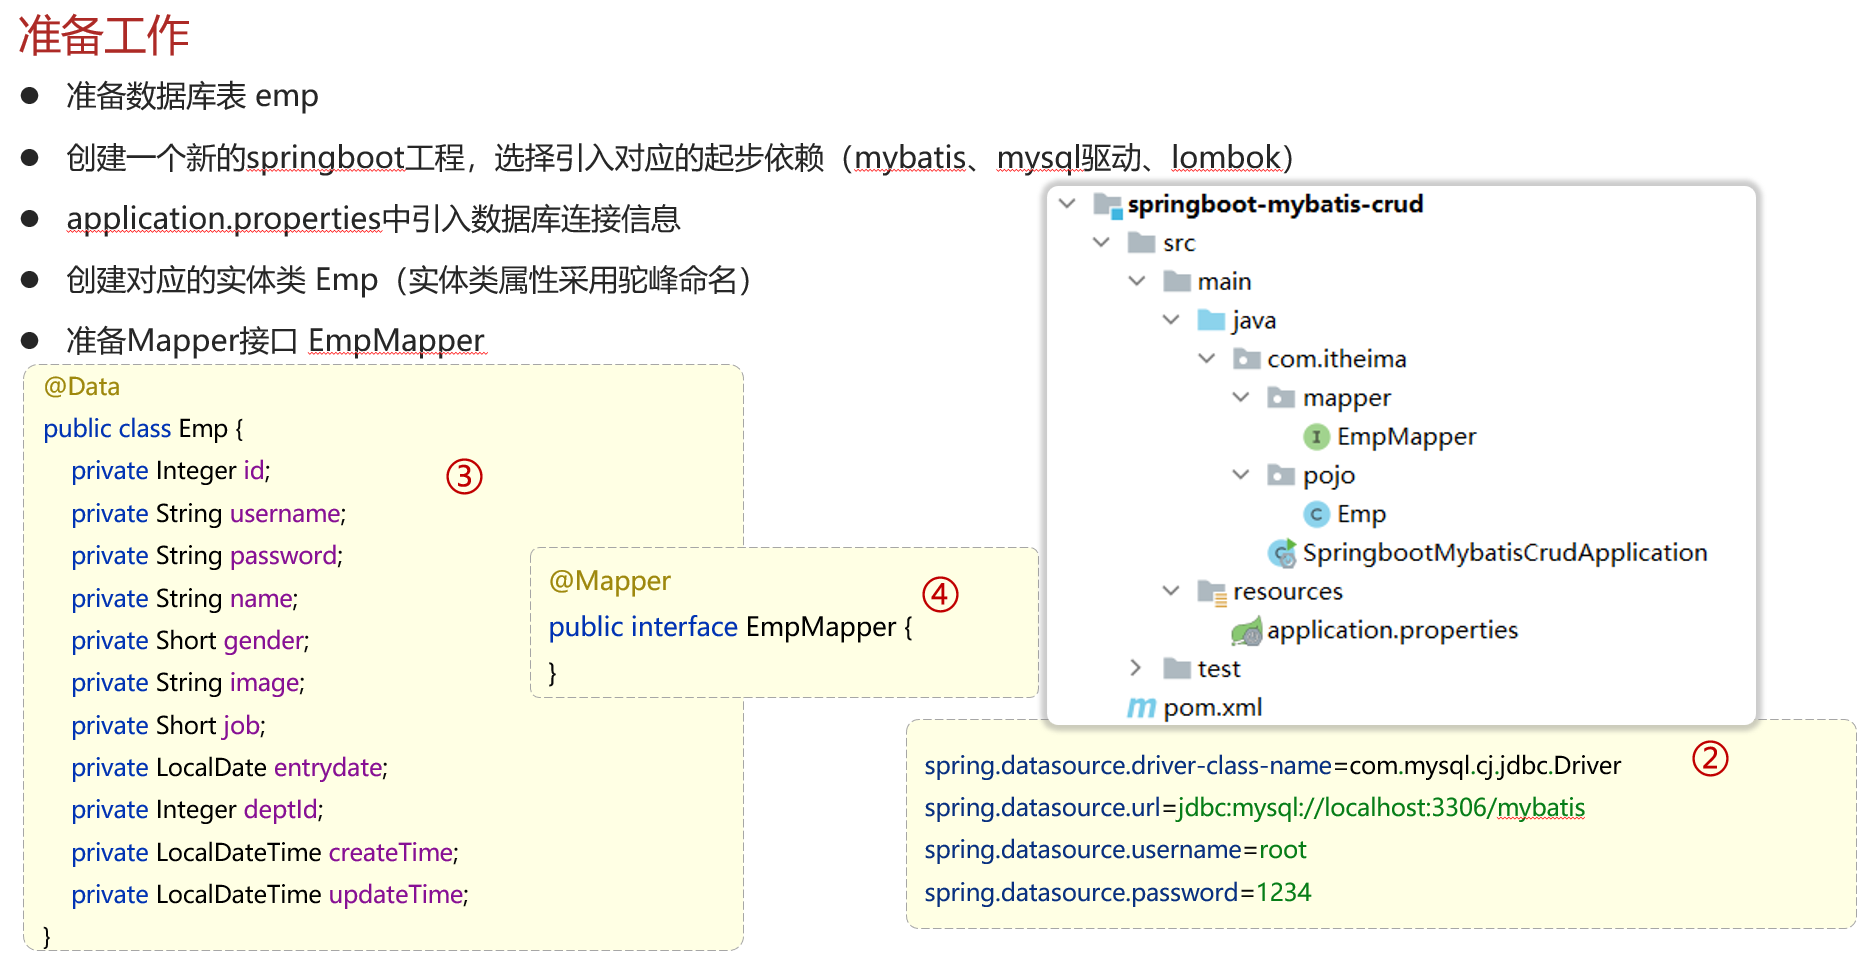 准备工作
● 准备数据库表 emp
● 创建一个新的springboot工程，选择引入对应的起步依赖（mybatis、mysql驱动、lombok）
● application.properties中引入数据库连接信息
● 创建对应的实体类 Emp（实体类属性采用驼峰命名）
● 准备Mapper接口 EmpMapper
@Data
public class Emp {
private Integer id;
private String username;
private String password;
private String name;
private Short gender;
private String image;
private Short job;
private LocalDate entrydate;
private Integer deptId;
private LocalDateTime createTime;
private LocalDateTime updateTime;
}
③
@Mapper
public interface EmpMapper {
}
④
springboot-mybatis-crud
src
main
java
com.itheima
mapper
I EmpMapper
pojo
C Emp
SpringbootMybatisCrudApplication
resources
application.properties
test
m pom.xml
spring.datasource.driver-class-name=com.mysql.cj.jdbc.Driver
spring.datasource.url=jdbc:mysql://localhost:3306/mybatis
spring.datasource.username=root
spring.datasource.password=1234
②